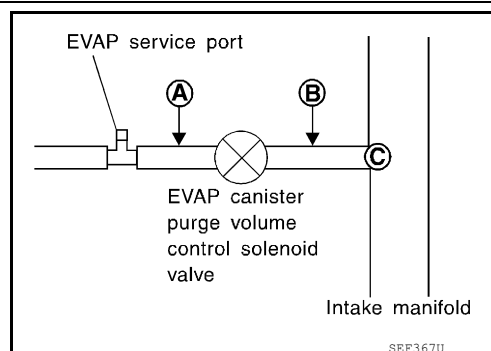 EVAP service port
A
B
C
EVAP canister
purge volume
control solenoid
valve
Intake manifold
SEF367U